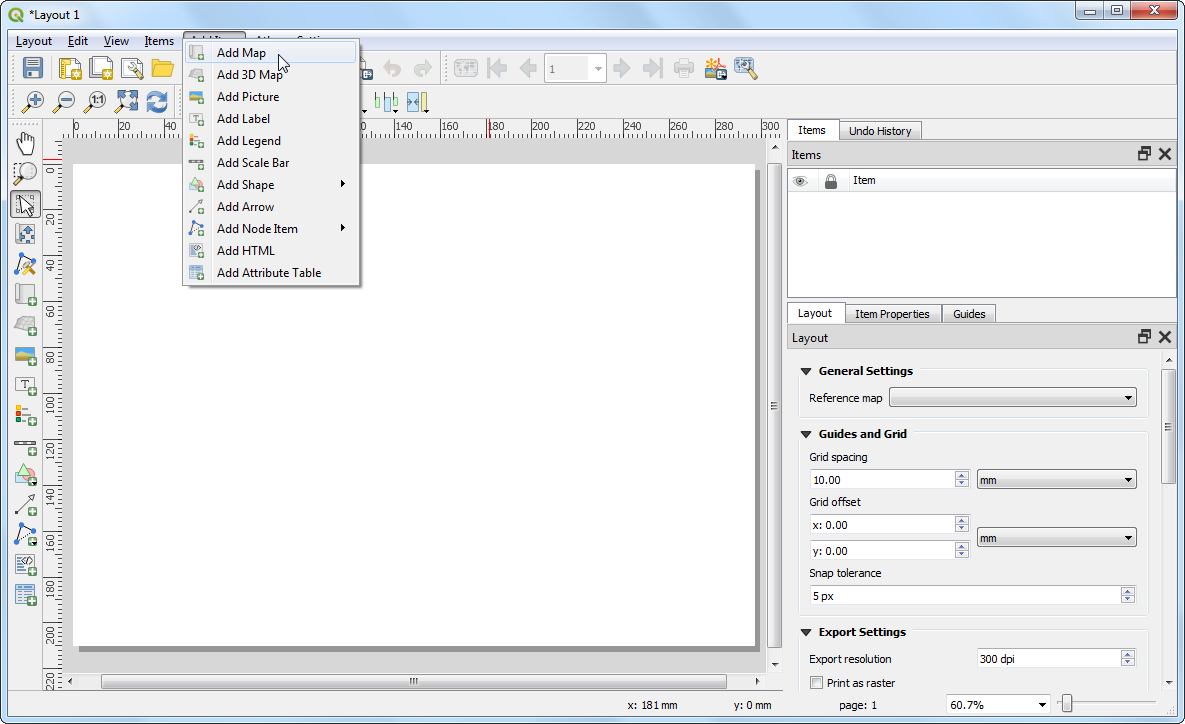 *Layout 1
Layout Edit View Items
Add Map
Add 3D Map
Add Picture
Add Label
Add Legend
Add Scale Bar
Add Shape
Add Arrow
Add Node Item
Add HTML
Add Attribute Table
1
1:1
0 20 40 140 160 180 200 220 240 260 280 300
0
20
40
60
80
100
120
140
160
180
200
220
Items Undo History
Items
Item
Layout Item Properties Guides
Layout
General Settings
Reference map
Guides and Grid
Grid spacing
10.00 mm
Grid offset
x: 0.00
mm
y: 0.00
Snap tolerance
5 px
Export Settings
Export resolution 300 dpi
Print as raster
x: 181 mm y: 0 mm page: 1 60.7%